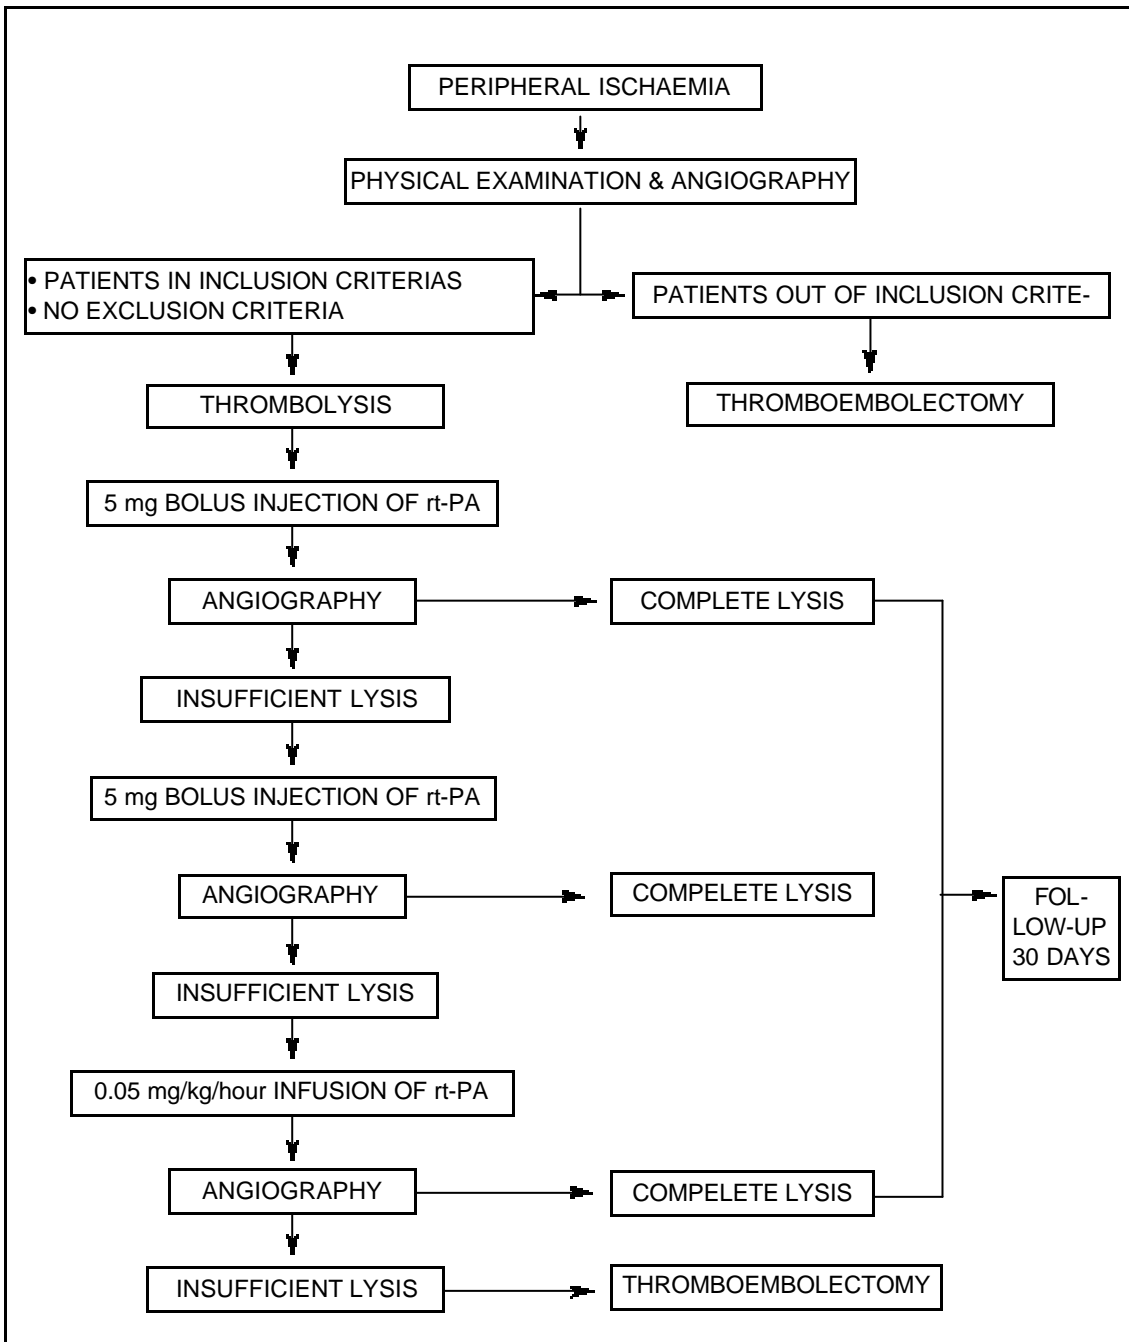 PERIPHERAL ISCHAEMIA
PHYSICAL EXAMINATION & ANGIOGRAPHY
• PATIENTS IN INCLUSION CRITERIAS
• NO EXCLUSION CRITERIA
PATIENTS OUT OF INCLUSION CRITE-
THROMBOLYSIS
THROMBOEMBOLECTOMY
5 mg BOLUS INJECTION OF rt-PA
ANGIOGRAPHY
COMPLETE LYSIS
INSUFFICIENT LYSIS
5 mg BOLUS INJECTION OF rt-PA
ANGIOGRAPHY
COMPELETE LYSIS
FOL-
LOW-UP
30 DAYS
INSUFFICIENT LYSIS
0.05 mg/kg/hour INFUSION OF rt-PA
ANGIOGRAPHY
COMPELETE LYSIS
INSUFFICIENT LYSIS
THROMBOEMBOLECTOMY